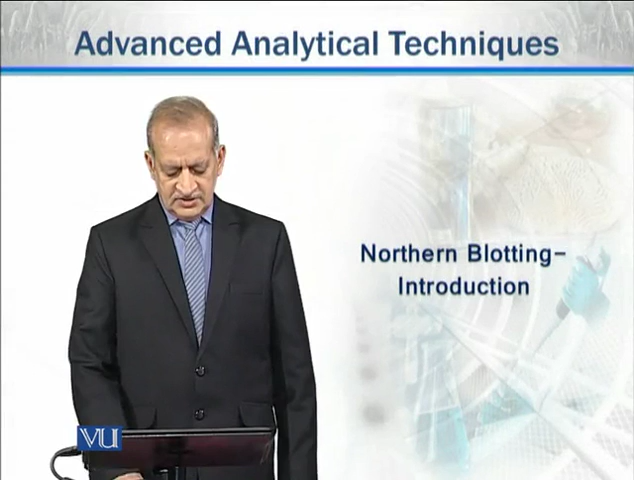 Advanced Analytical Techniques
Northern Blotting-
Introduction
VU